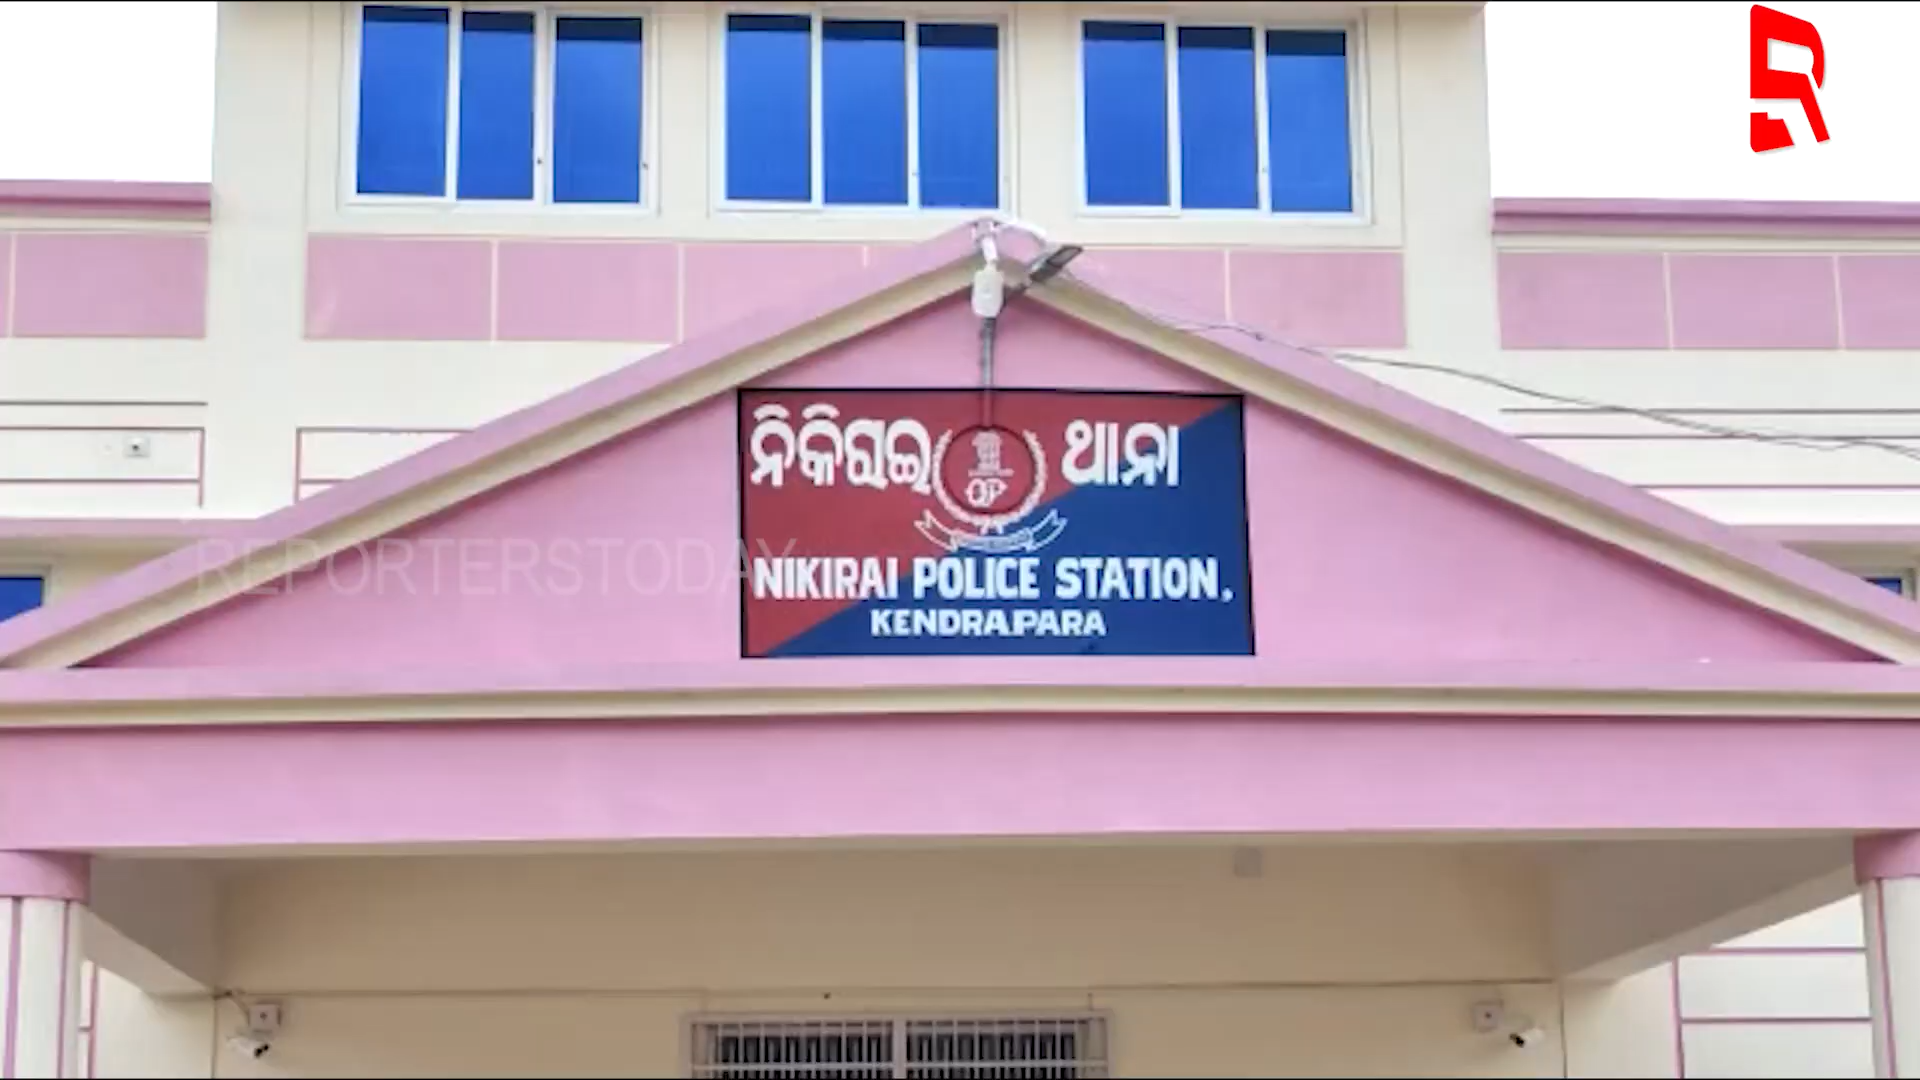 ନିକିରାଇ ଥାନା
OP
NIKIRAI POLICE STATION,
KENDRAPARA
REPORTERSTODAY